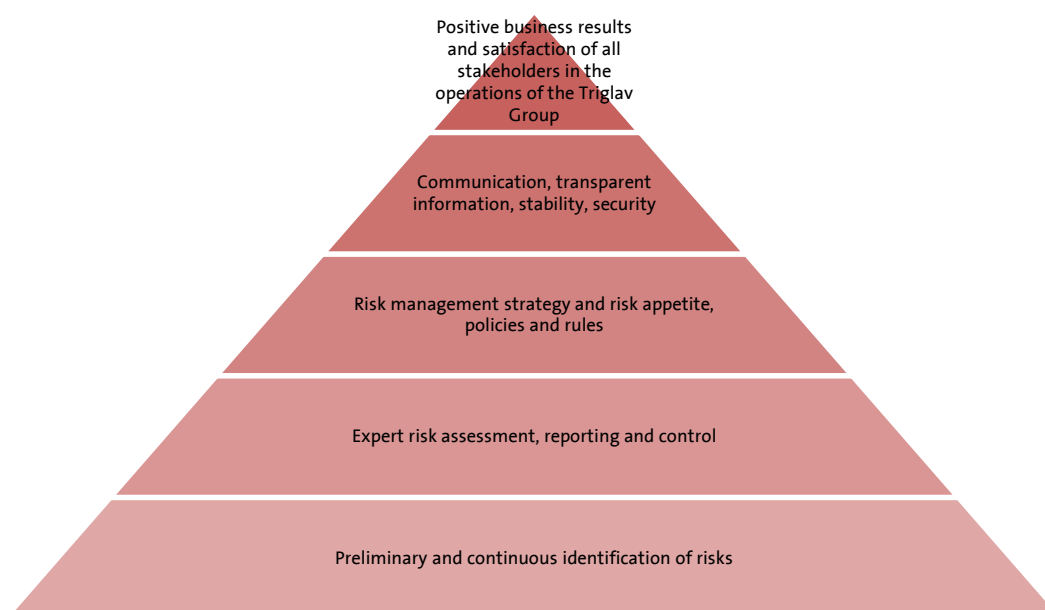 Positive business results
and satisfaction of all
stakeholders in the
operations of the Triglav
Group
Communication, transparent
information, stability, security
Risk management strategy and risk appetite,
policies and rules
Expert risk assessment, reporting and control
Preliminary and continuous identification of risks